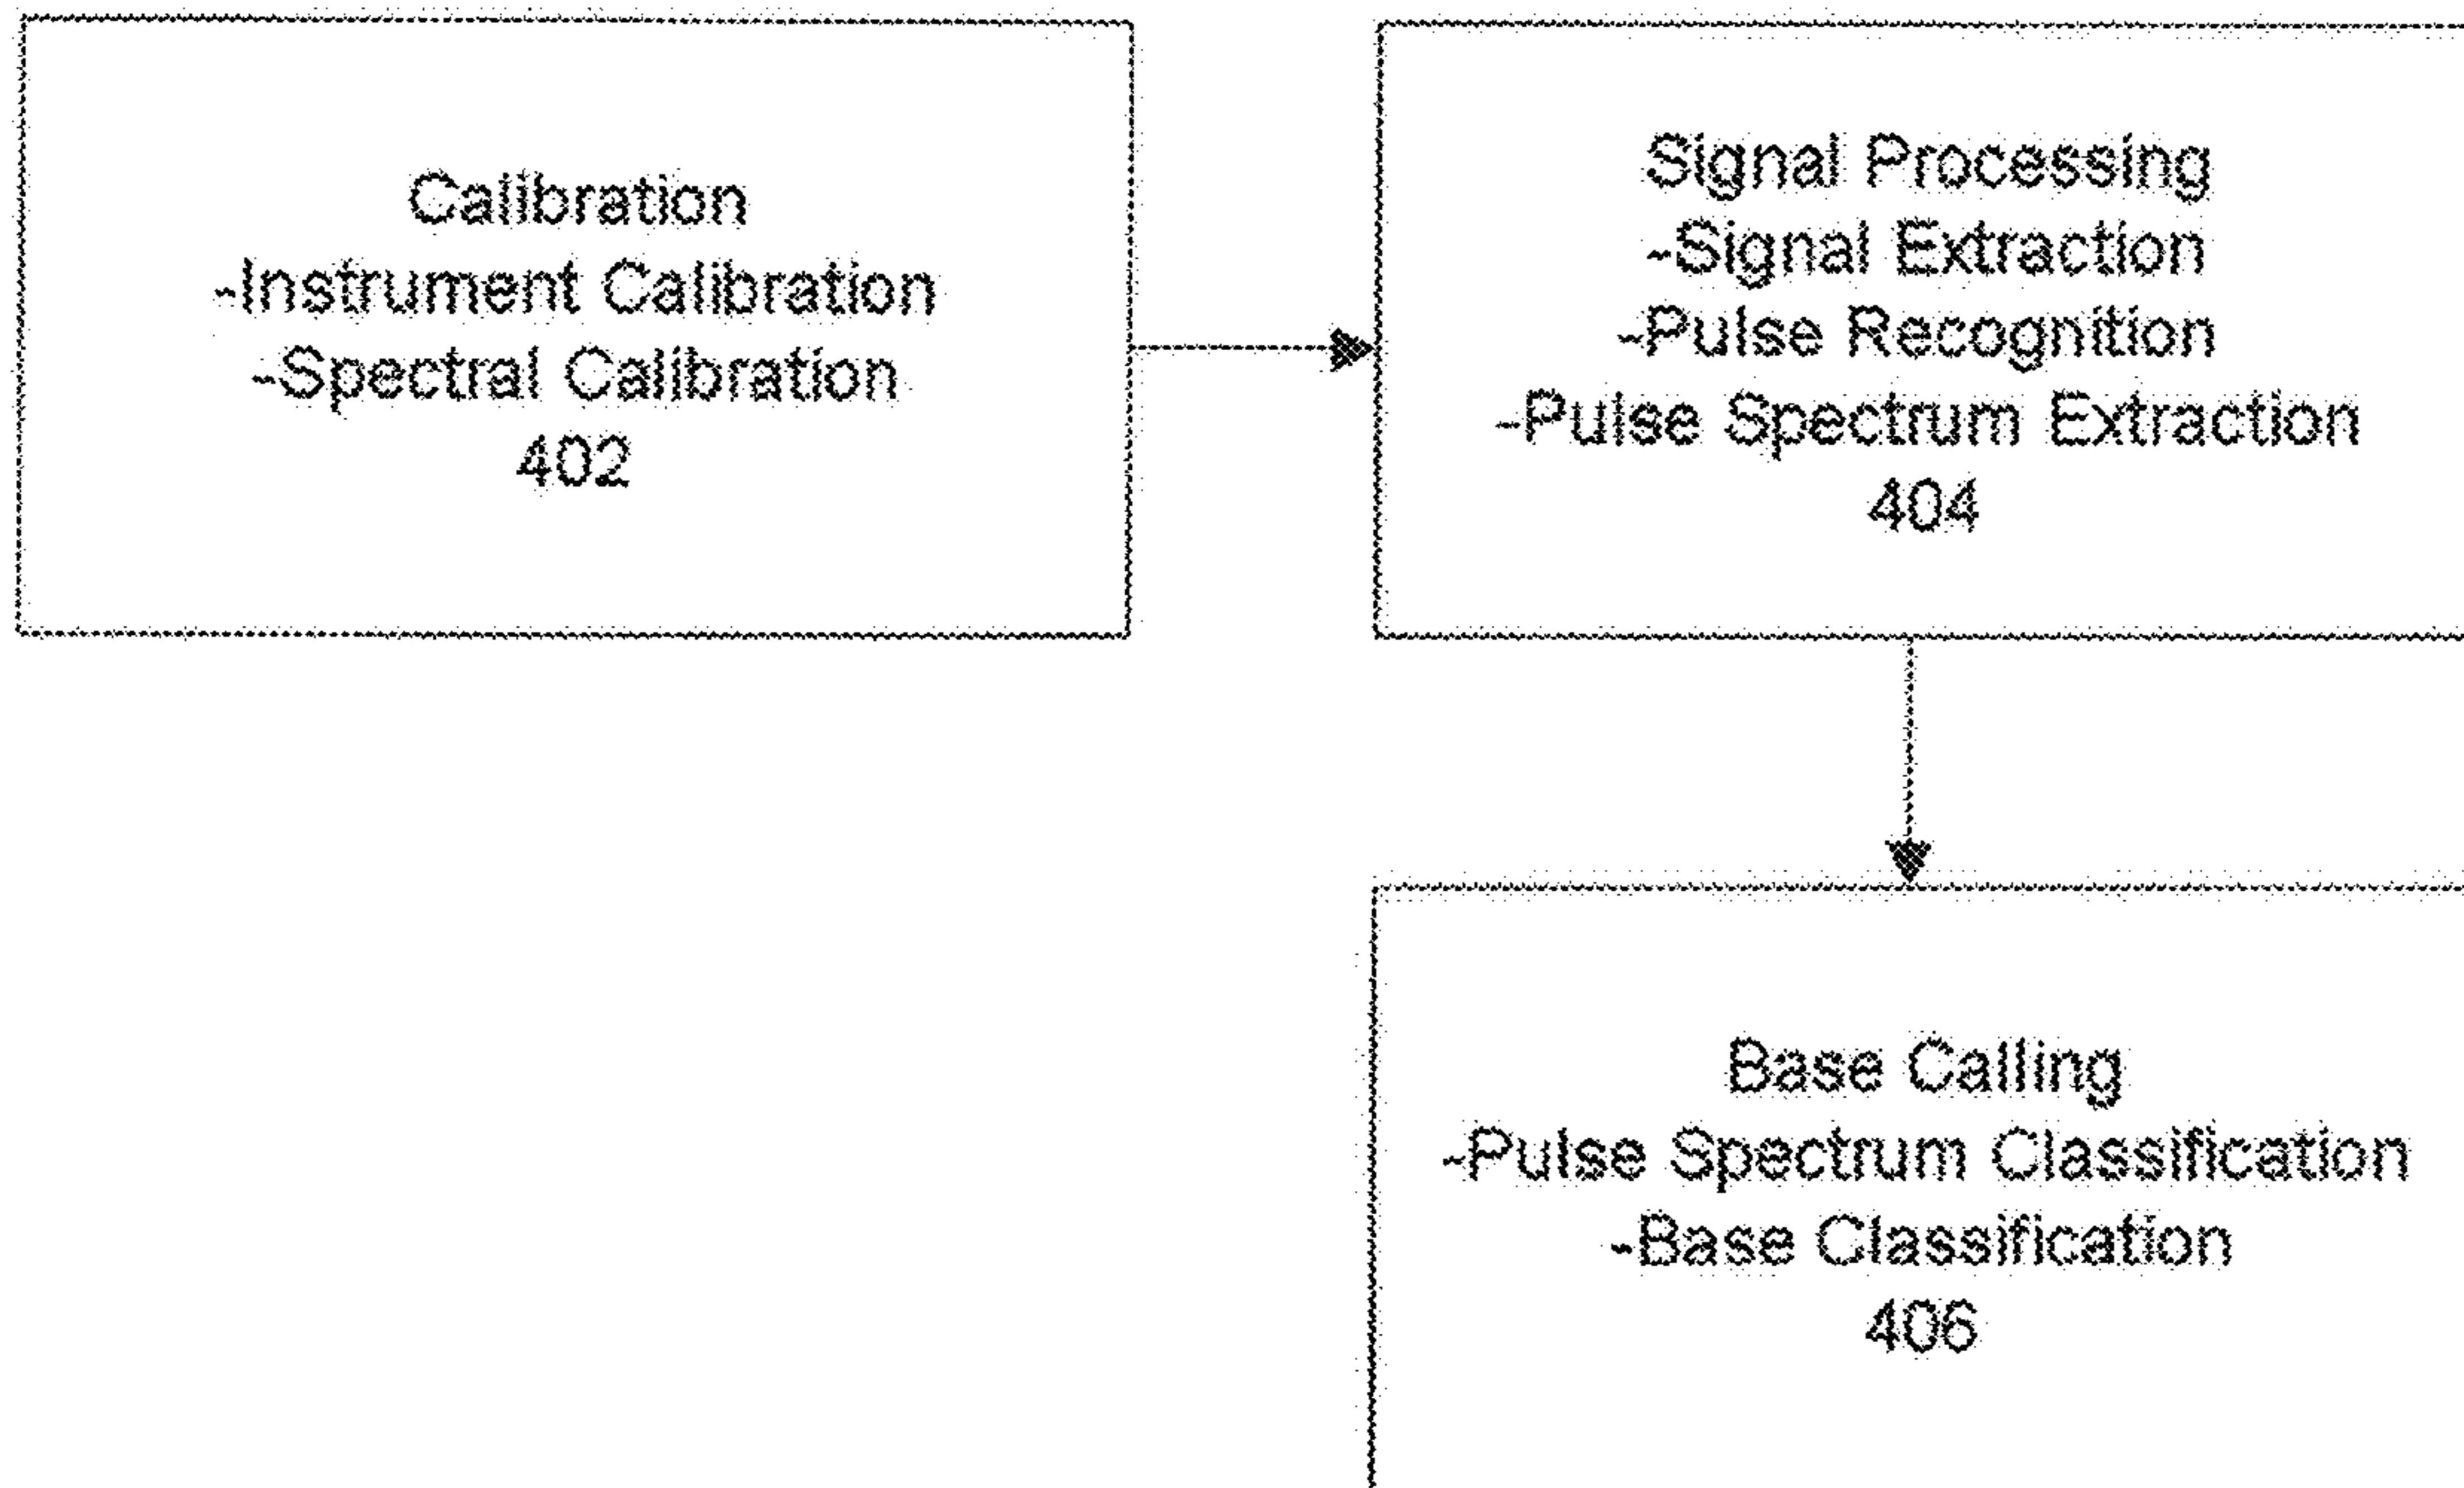 Calibration
-Instrument Calibration
-Spectral Calibration
402
Signal Processing
-Signal Extraction
-Pulse Recognition
-Pulse Spectrum Extraction
404
Base Calling
-Pulse Spectrum Classification
-Base Classification
406